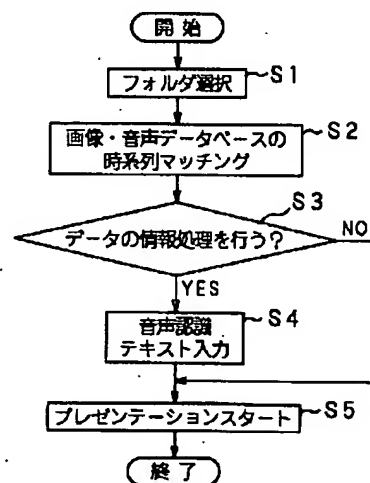 開始
フォルダ選択
S1
画像・音声データベースの
時系列マッチング
S2
S3
データの情報処理を行う?
NO
YES
音声認識
テキスト入力
S4
プレゼンテーションスタート
S5
終了